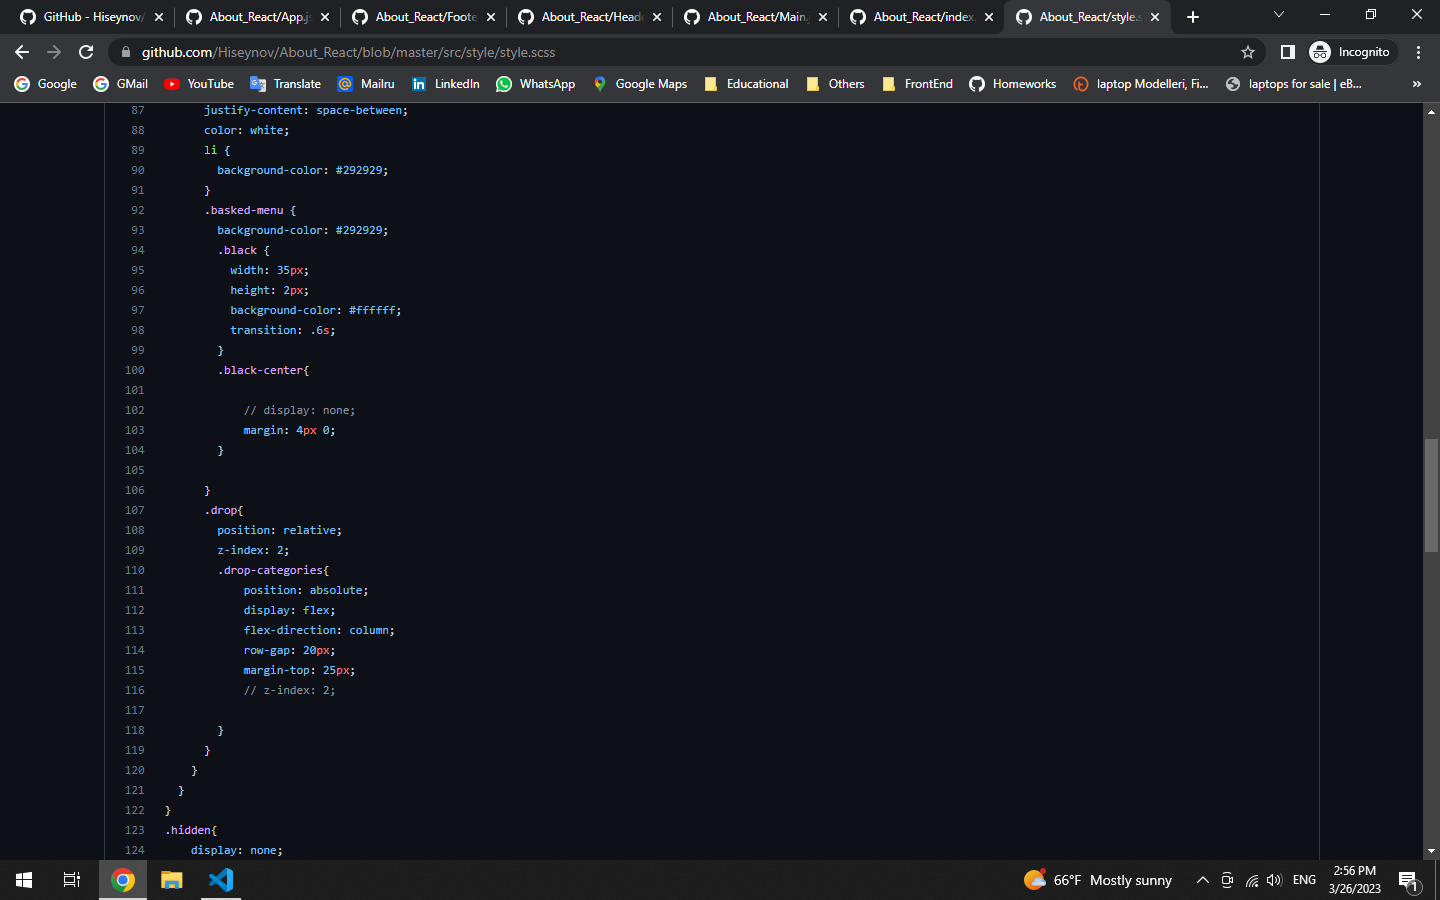 GitHub - Hiseynov/
About_React/App.js
About_React/Foote
About_React/Head
About_React/Main.j
About_React/index.
About_React/style.s
github.com/Hiseynov/About_React/blob/master/src/style/style.scss
Incognito
Google
GMail
YouTube
Translate
Mailru
LinkedIn
WhatsApp
Google Maps
Educational
Others
FrontEnd
Homeworks
laptop Modelleri, Fi...
laptops for sale | eB...
»
87 justify-content: space-between;
88 color: white;
89 li {
90 background-color: #292929;
91 }
92 .basked-menu {
93 background-color: #292929;
94 .black {
95 width: 35px;
96 height: 2px;
97 background-color: #ffffff;
98 transition: .6s;
99 }
100 .black-center{
101
102 // display: none;
103 margin: 4px 0;
104 }
105
106 }
107 .drop{
108 position: relative;
109 z-index: 2;
110 .drop-categories{
111 position: absolute;
112 display: flex;
113 flex-direction: column;
114 row-gap: 20px;
115 margin-top: 25px;
116 // z-index: 2;
117
118 }
119 }
120 }
121 }
122 }
123 .hidden{
124 display: none;
66°F Mostly sunny
ENG
2:56 PM
3/26/2023
1